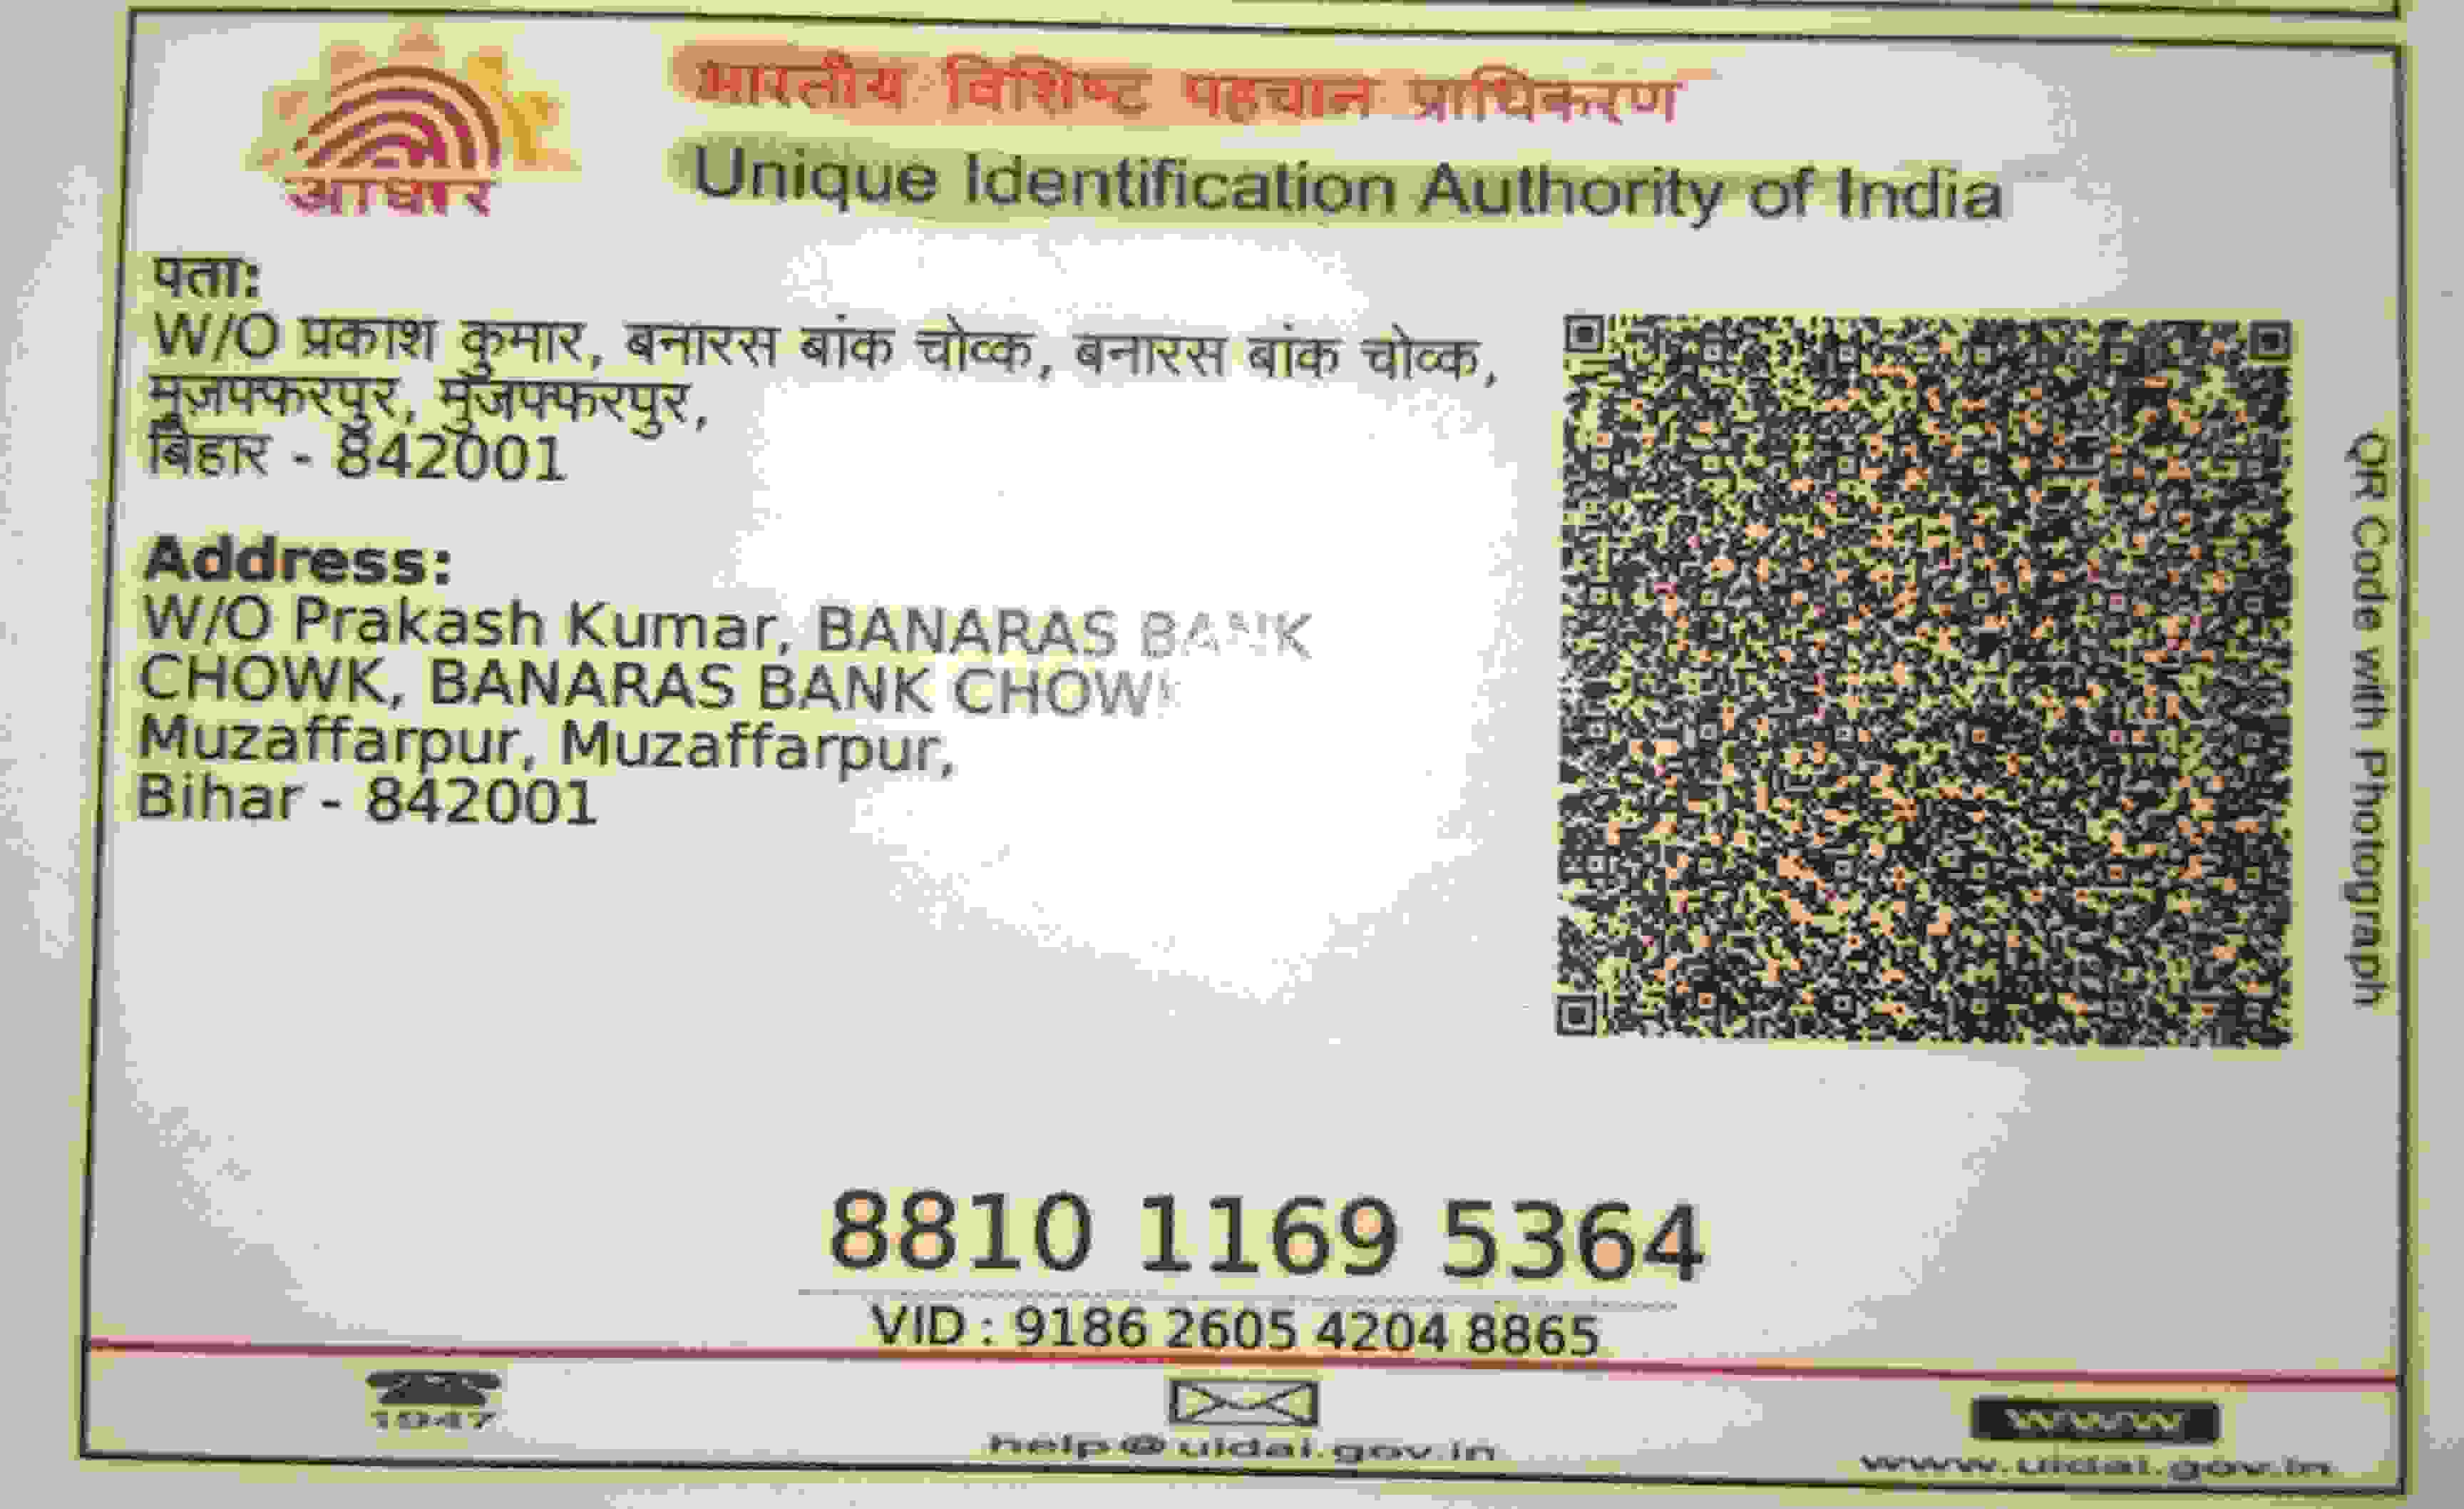 आधार
भारतीय विशिष्ट पहचान प्राधिकरण
Unique Identification Authority of India
पता:
W/O प्रकाश कुमार, बनारस बांक चोव्क, बनारस बांक चोव्क,
मुज़फ्फरपुर, मुजफ्फरपुर,
बिहार - 842001
Address:
W/O Prakash Kumar, BANARAS BANK
CHOWK, BANARAS BANK CHOWK
Muzaffarpur, Muzaffarpur,
Bihar - 842001
QR Code with Photograph
8810 1169 5364
VID : 9186 2605 4204 8865
1947
help@uidai.gov.in
www
www.uidai.gov.in